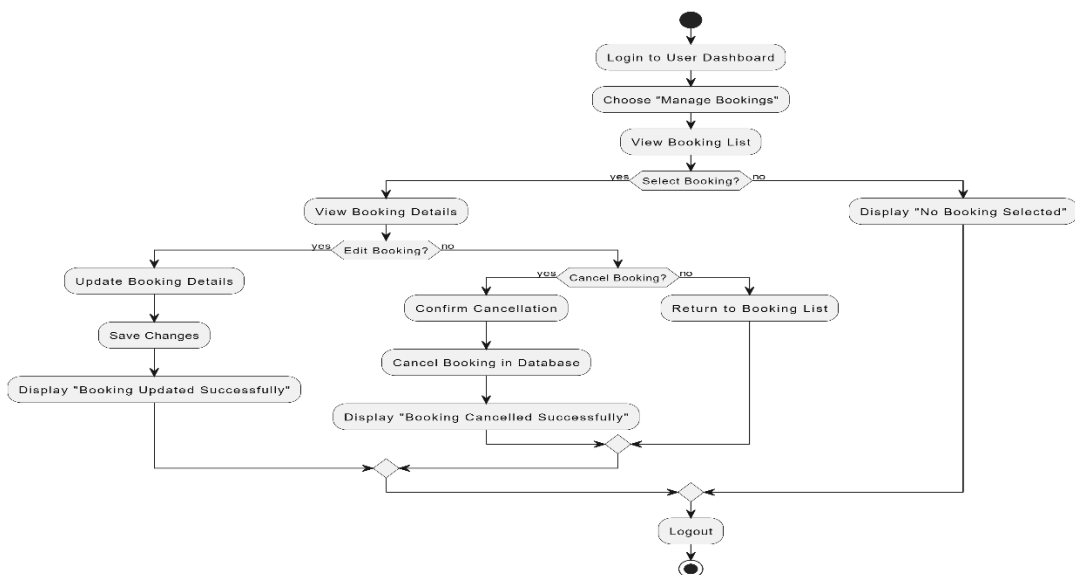 Login to User Dashboard
Choose "Manage Bookings"
View Booking List
yes
Select Booking?
no
View Booking Details
Display "No Booking Selected"
yes
Edit Booking?
no
Update Booking Details
yes
Cancel Booking?
no
Confirm Cancellation
Return to Booking List
Save Changes
Cancel Booking in Database
Display "Booking Updated Successfully"
Display "Booking Cancelled Successfully"
Logout